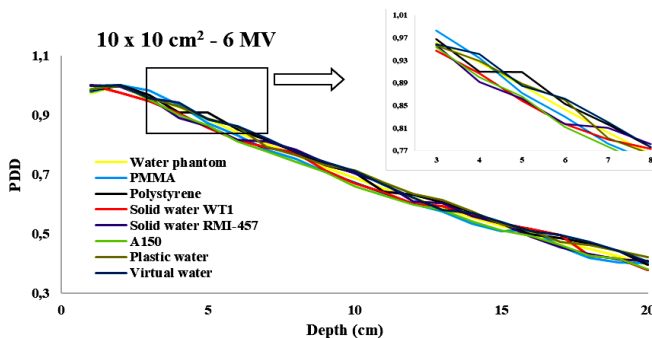 10 x 10 cm² - 6 MV
1,1
0,9
0,7
0,5
0,3
PDD
0
5
10
15
20
Depth (cm)
Water phantom
PMMA
Polystyrene
Solid water WT1
Solid water RMI-457
A150
Plastic water
Virtual water
1,01
0,97
0,93
0,89
0,85
0,81
0,77
3
4
5
6
7
8